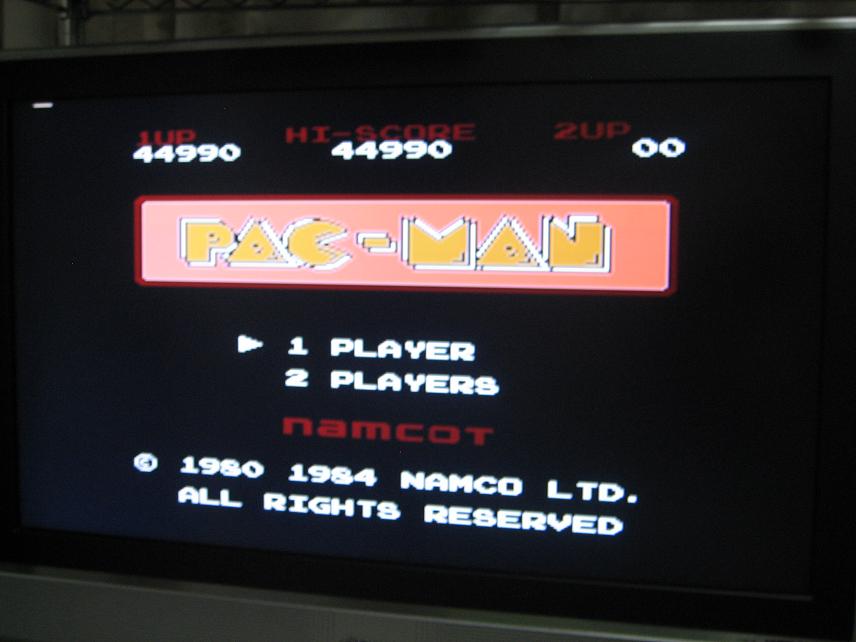 1UP HI-SCORE 2UP
44990 44990 00
PAC-MAN
1 PLAYER
2 PLAYERS
namcot
© 1980 1984 NAMCO LTD.
ALL RIGHTS RESERVED